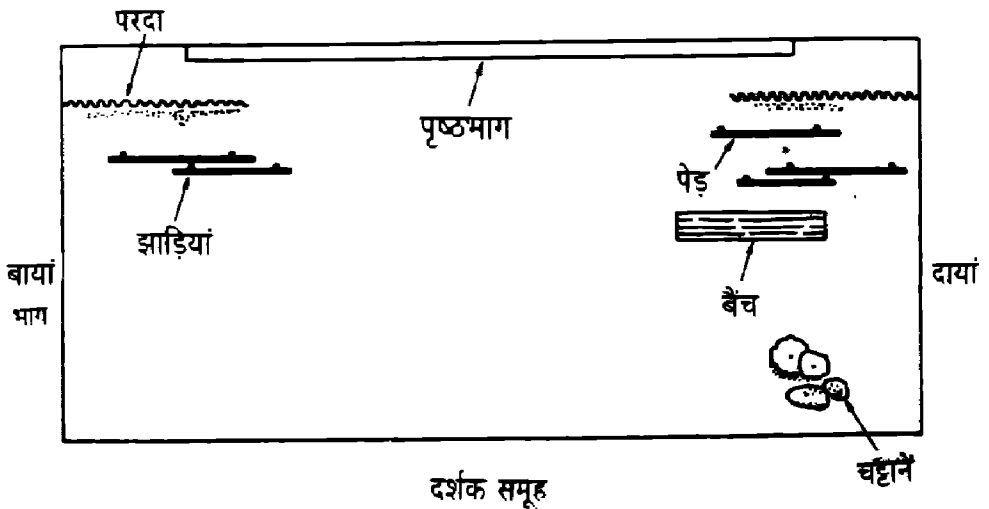 परदा
पृष्ठभाग
पेड़
झाड़ियां
बायां
भाग
दायां
बैंच
चट्टानें
दर्शक समूह